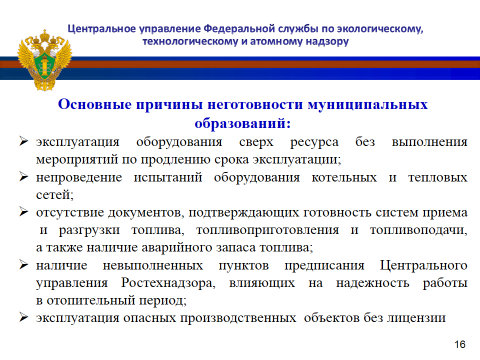 Центральное управление Федеральной службы по экологическому,
технологическому и атомному надзору
Основные причины неготовности муниципальных
образований:
➢ эксплуатация оборудования сверх ресурса без выполнения
мероприятий по продлению срока эксплуатации;
➢ непроведение испытаний оборудования котельных и тепловых
сетей;
➢ отсутствие документов, подтверждающих готовность систем приема
и разгрузки топлива, топливоприготовления и топливоподачи,
а также наличие аварийного запаса топлива;
➢ наличие невыполненных пунктов предписания Центрального
управления Ростехнадзора, влияющих на надежность работы
в отопительный период;
➢ эксплуатация опасных производственных объектов без лицензии
16